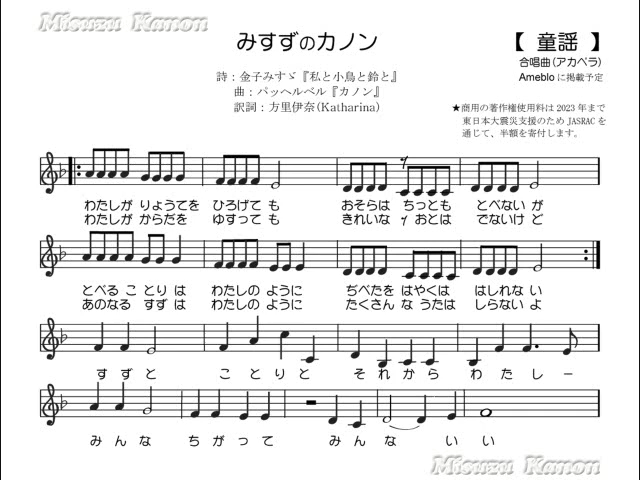 Misuzu Kanon
みすずのカノン
【 童謡 】
合唱曲(アカペラ)
Ameblo に掲載予定
詩：金子みすゞ『私と小鳥と鈴と』
曲：パッヘルベル『カノン』
訳詞：方里伊奈(Katharina)
★商用の著作権使用料は 2023 年まで
東日本大震災支援のため JASRAC を
通じて、半額を寄付します。
わたしが りょうてを ひろげて も おそらは ちっとも とべない が
わたしが からだを ゆすって も きれいな おとは でないけ ど
とべる こ とり は わたしの ように ぢべたを はやくは はしれな い
あのなる すず は わたしの ように たくさん な うたは しらない よ
すずと ことりと それから わたし－
みんな ちがって みんな いい
Misuzu Kanon